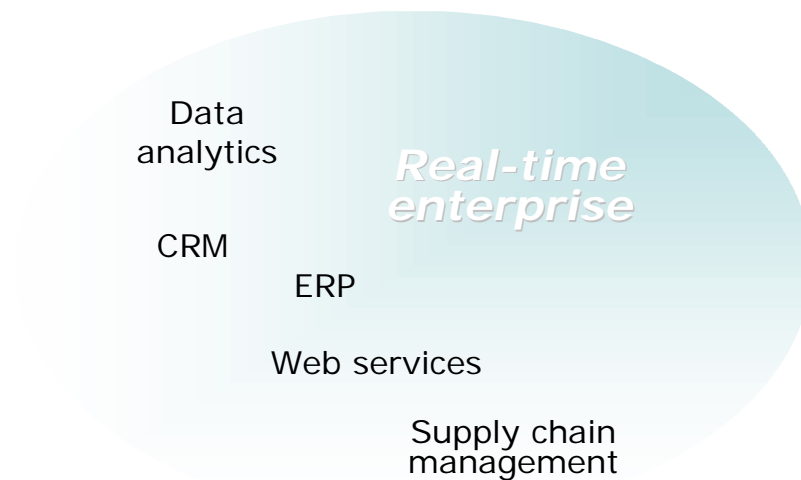 Data
analytics
Real-time
enterprise
CRM
ERP
Web services
Supply chain
management